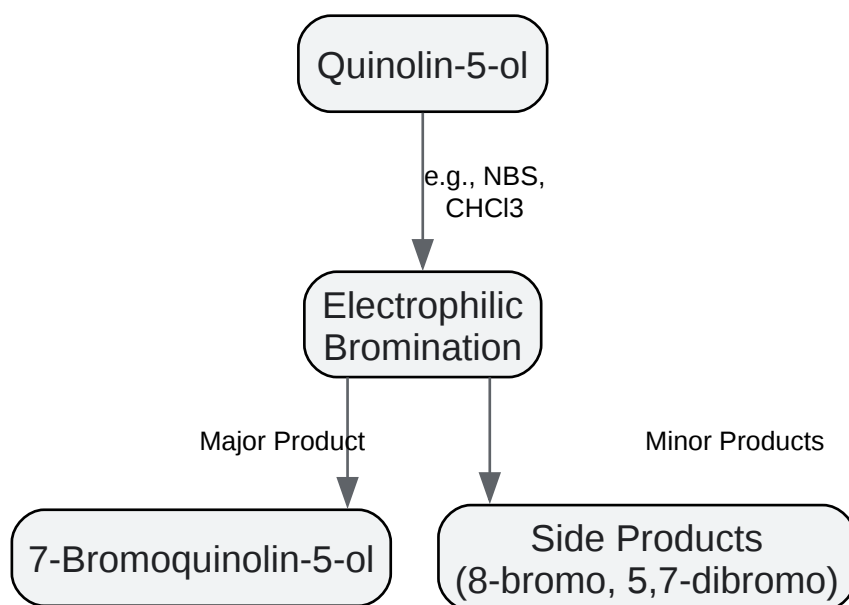 Quinolin-5-ol
e.g., NBS,
CHCl3
Electrophilic
Bromination
Major Product
Minor Products
7-Bromoquinolin-5-ol
Side Products
(8-bromo, 5,7-dibromo)